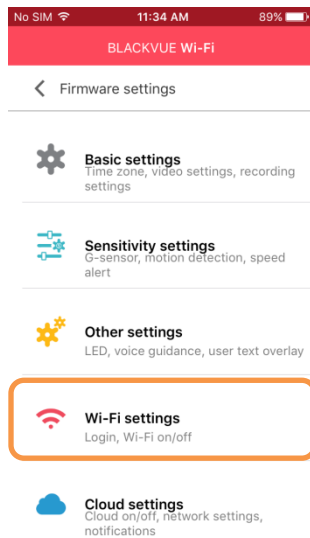 No SIM 11:34 AM 89%
BLACKVUE Wi-Fi
Firmware settings
Basic settings
Time zone, video settings, recording
settings
Sensitivity settings
G-sensor, motion detection, speed
alert
Other settings
LED, voice guidance, user text overlay
Wi-Fi settings
Login, Wi-Fi on/off
Cloud settings
Cloud on/off, network settings,
notifications